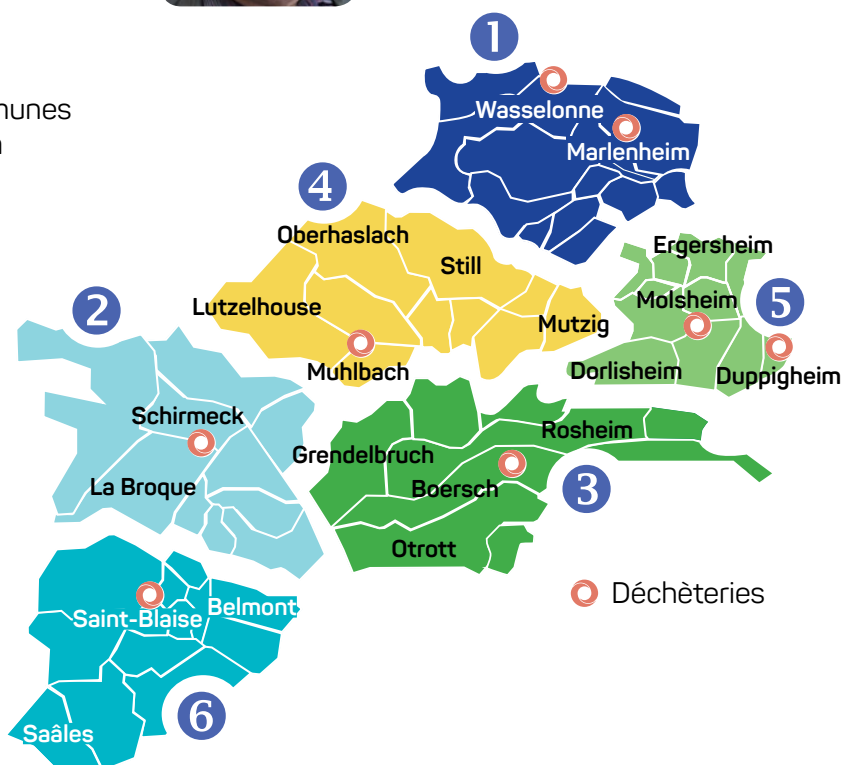 1
Wasselonne
Marlenheim
4
Oberhaslach
Still
Lutzelhouse
Mutzig
Muhlbach
Ergersheim
Molsheim
5
Dorlisheim
Duppigheim
2
Schirmeck
La Broque
Grendelbruch
Rosheim
Boersch
3
Otrott
Déchèteries
Saint-Blaise
Belmont
6
Saâles